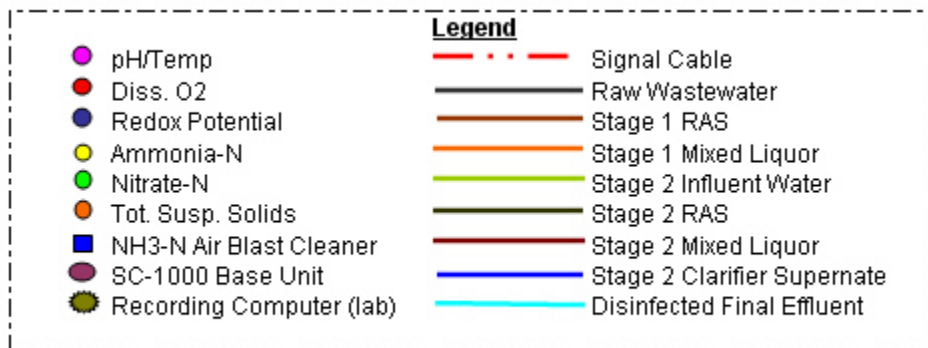 Legend
pH/Temp
Diss. O2
Redox Potential
Ammonia-N
Nitrate-N
Tot. Susp. Solids
NH3-N Air Blast Cleaner
SC-1000 Base Unit
Recording Computer (lab)
Signal Cable
Raw Wastewater
Stage 1 RAS
Stage 1 Mixed Liquor
Stage 2 Influent Water
Stage 2 RAS
Stage 2 Mixed Liquor
Stage 2 Clarifier Supernate
Disinfected Final Effluent